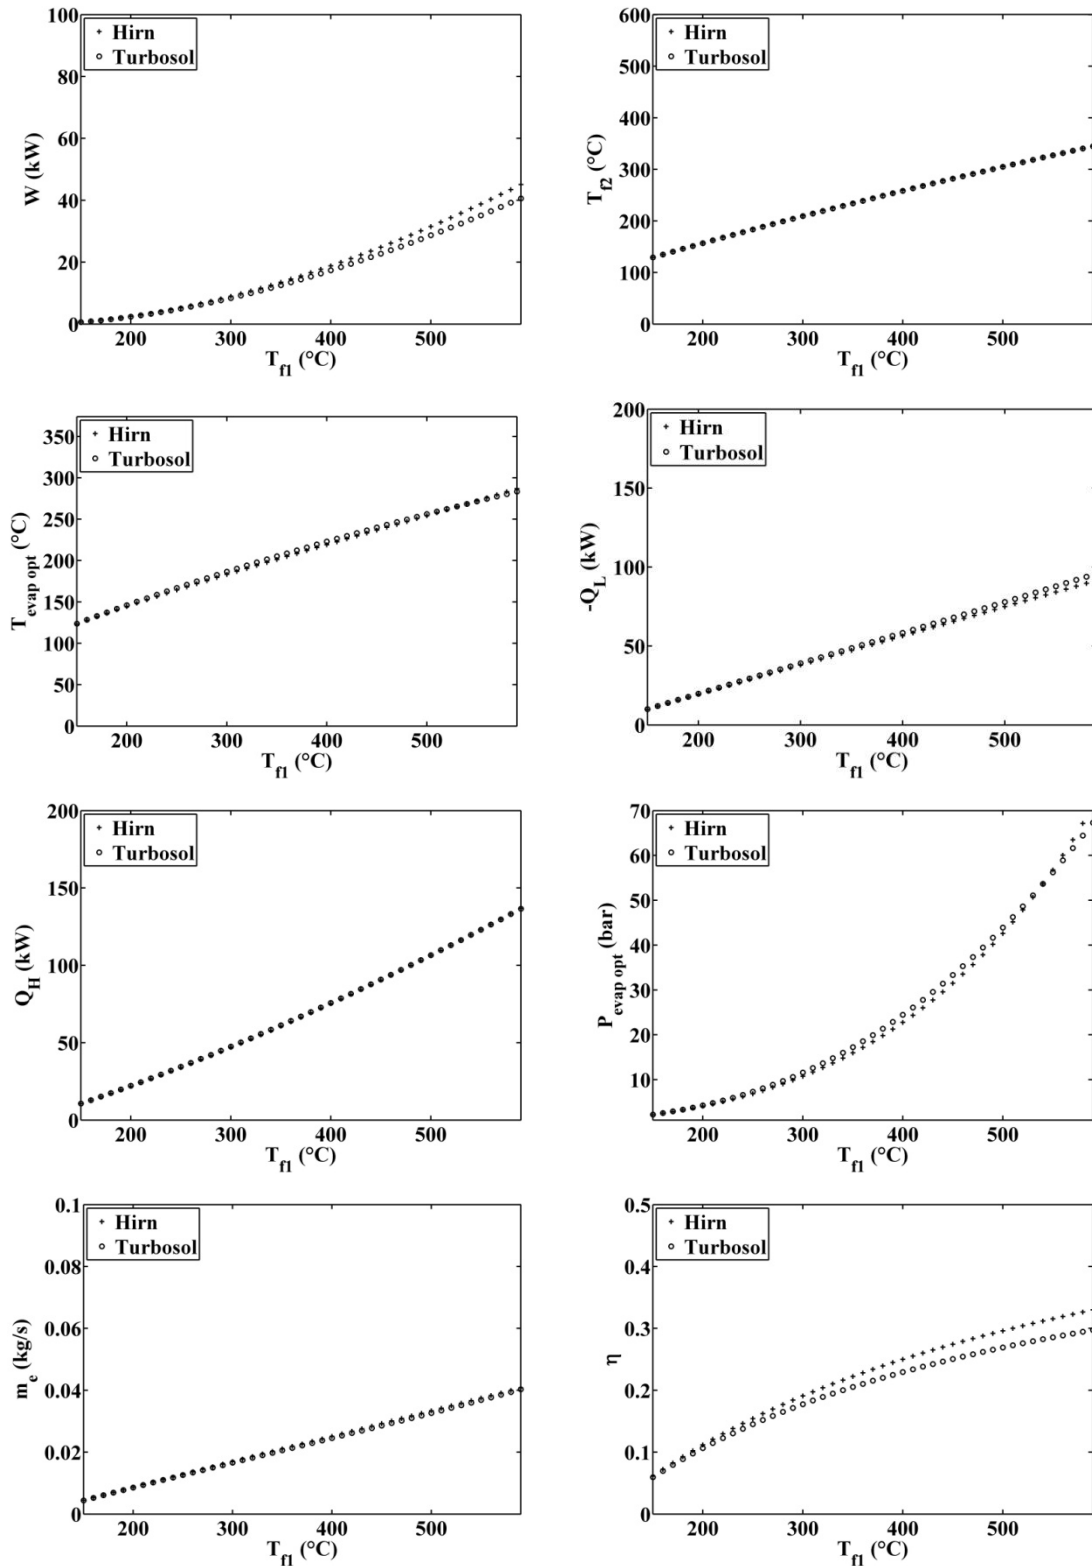 100
80
60
40
20
0
W (kW)
Hirn
Turbosol
200 300 400 500
T_f1 (°C)
600
500
400
300
200
100
0
T_f2 (°C)
Hirn
Turbosol
200 300 400 500
T_f1 (°C)
350
300
250
200
150
100
50
0
T_evap opt (°C)
Hirn
Turbosol
200 300 400 500
T_f1 (°C)
200
150
100
50
0
-Q_L (kW)
Hirn
Turbosol
200 300 400 500
T_f1 (°C)
200
150
100
50
0
Q_H (kW)
Hirn
Turbosol
200 300 400 500
T_f1 (°C)
70
60
50
40
30
20
10
P_evap opt (bar)
Hirn
Turbosol
200 300 400 500
T_f1 (°C)
0.1
0.08
0.06
0.04
0.02
0
m_e (kg/s)
Hirn
Turbosol
200 300 400 500
T_f1 (°C)
0.5
0.4
0.3
0.2
0.1
0
η
Hirn
Turbosol
200 300 400 500
T_f1 (°C)